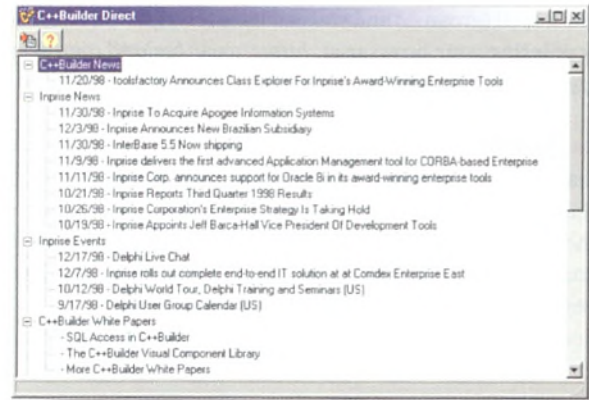 C++Builder Direct
C++Builder News
11/20/98 - toolsfactory Announces Class Explorer For Inprise's Award-Winning Enterprise Tools
Inprise News
11/30/98 - Inprise To Acquire Apogee Information Systems
12/3/98 - Inprise Announces New Brazilian Subsidiary
11/30/98 - InterBase 5.5 Now shipping
11/9/98 - Inprise delivers the first advanced Application Management tool for CORBA-based Enterprise
11/11/98 - Inprise Corp. announces support for Oracle 8i in its award-winning enterprise tools
10/21/98 - Inprise Reports Third Quarter 1998 Results
10/26/98 - Inprise Corporation's Enterprise Strategy Is Taking Hold
10/19/98 - Inprise Appoints Jeff Barca-Hall Vice President Of Development Tools
Inprise Events
12/17/98 - Delphi Live Chat
12/7/98 - Inprise rolls out complete end-to-end IT solution at at Comdex Enterprise East
10/12/98 - Delphi World Tour, Delphi Training and Seminars (US)
9/17/98 - Delphi User Group Calendar (US)
C++Builder White Papers
- SQL Access in C++Builder
- The C++Builder Visual Component Library
- More C++Builder White Papers